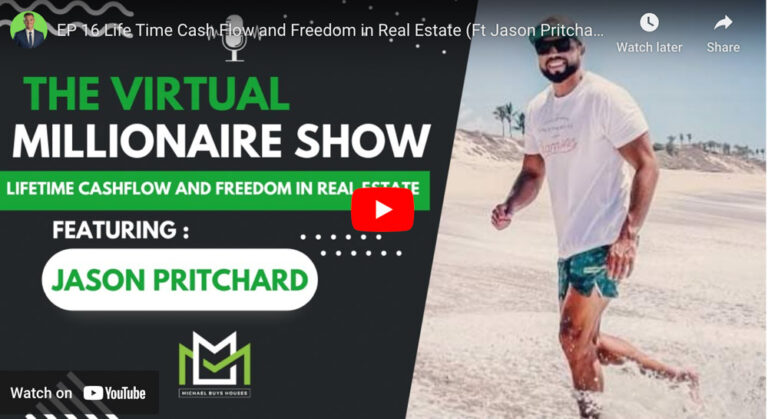 EP 16 Life Time Cash Flow and Freedom in Real Estate (Ft Jason Pritcha...
Watch later
Share
THE VIRTUAL
MILLIONAIRE SHOW
LIFETIME CASHFLOW AND FREEDOM IN REAL ESTATE
FEATURING :
JASON PRITCHARD
MICHAEL BUYS HOUSES
Watch on YouTube